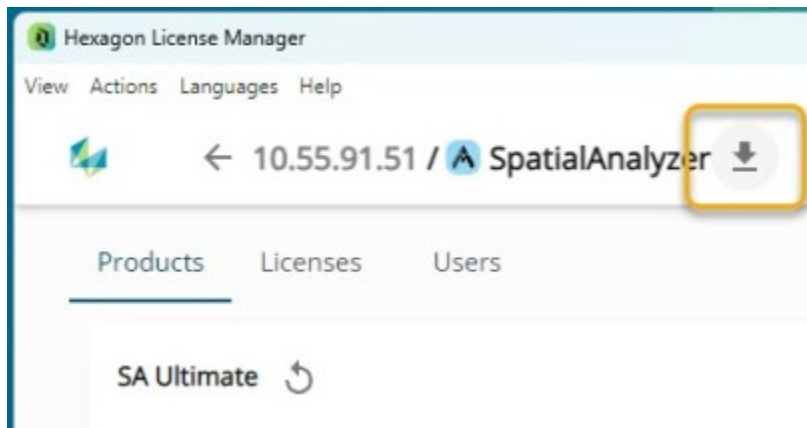 Hexagon License Manager
View Actions Languages Help
← 10.55.91.51 / SpatialAnalyzer
Products Licenses Users
SA Ultimate